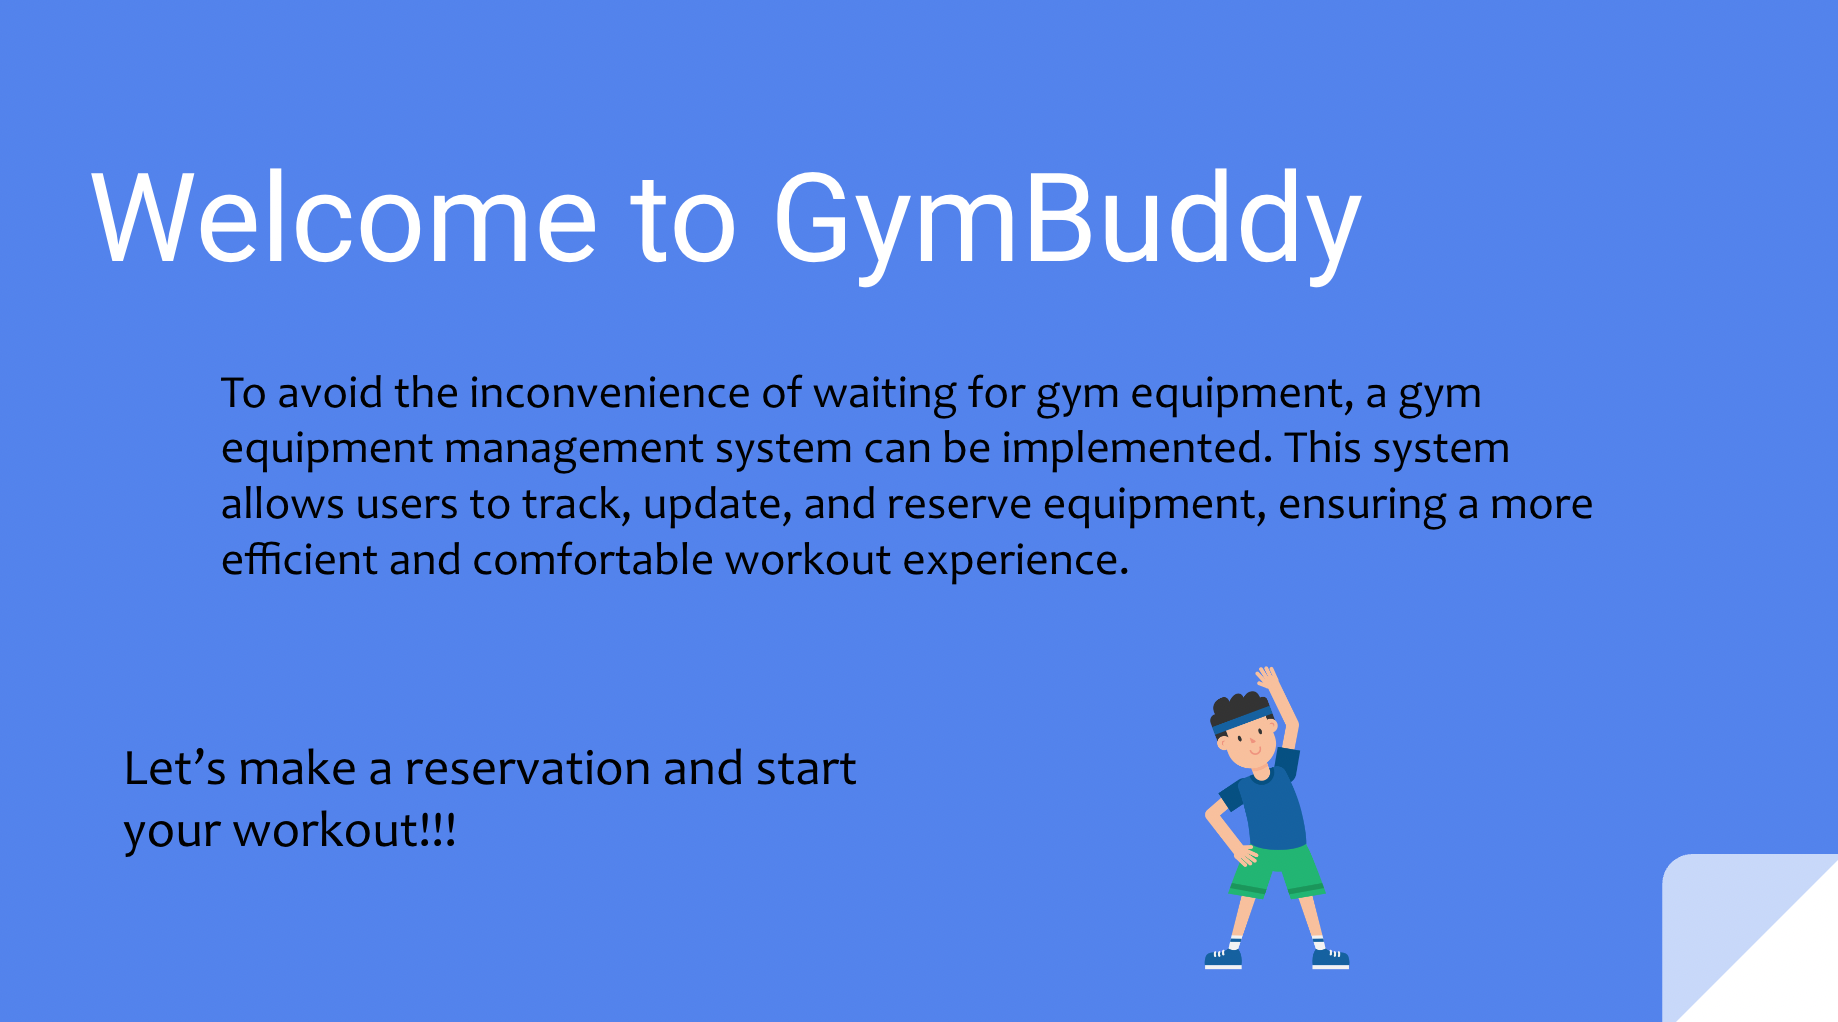 Welcome to GymBuddy
To avoid the inconvenience of waiting for gym equipment, a gym
equipment management system can be implemented. This system
allows users to track, update, and reserve equipment, ensuring a more
efficient and comfortable workout experience.
Let’s make a reservation and start
your workout!!!